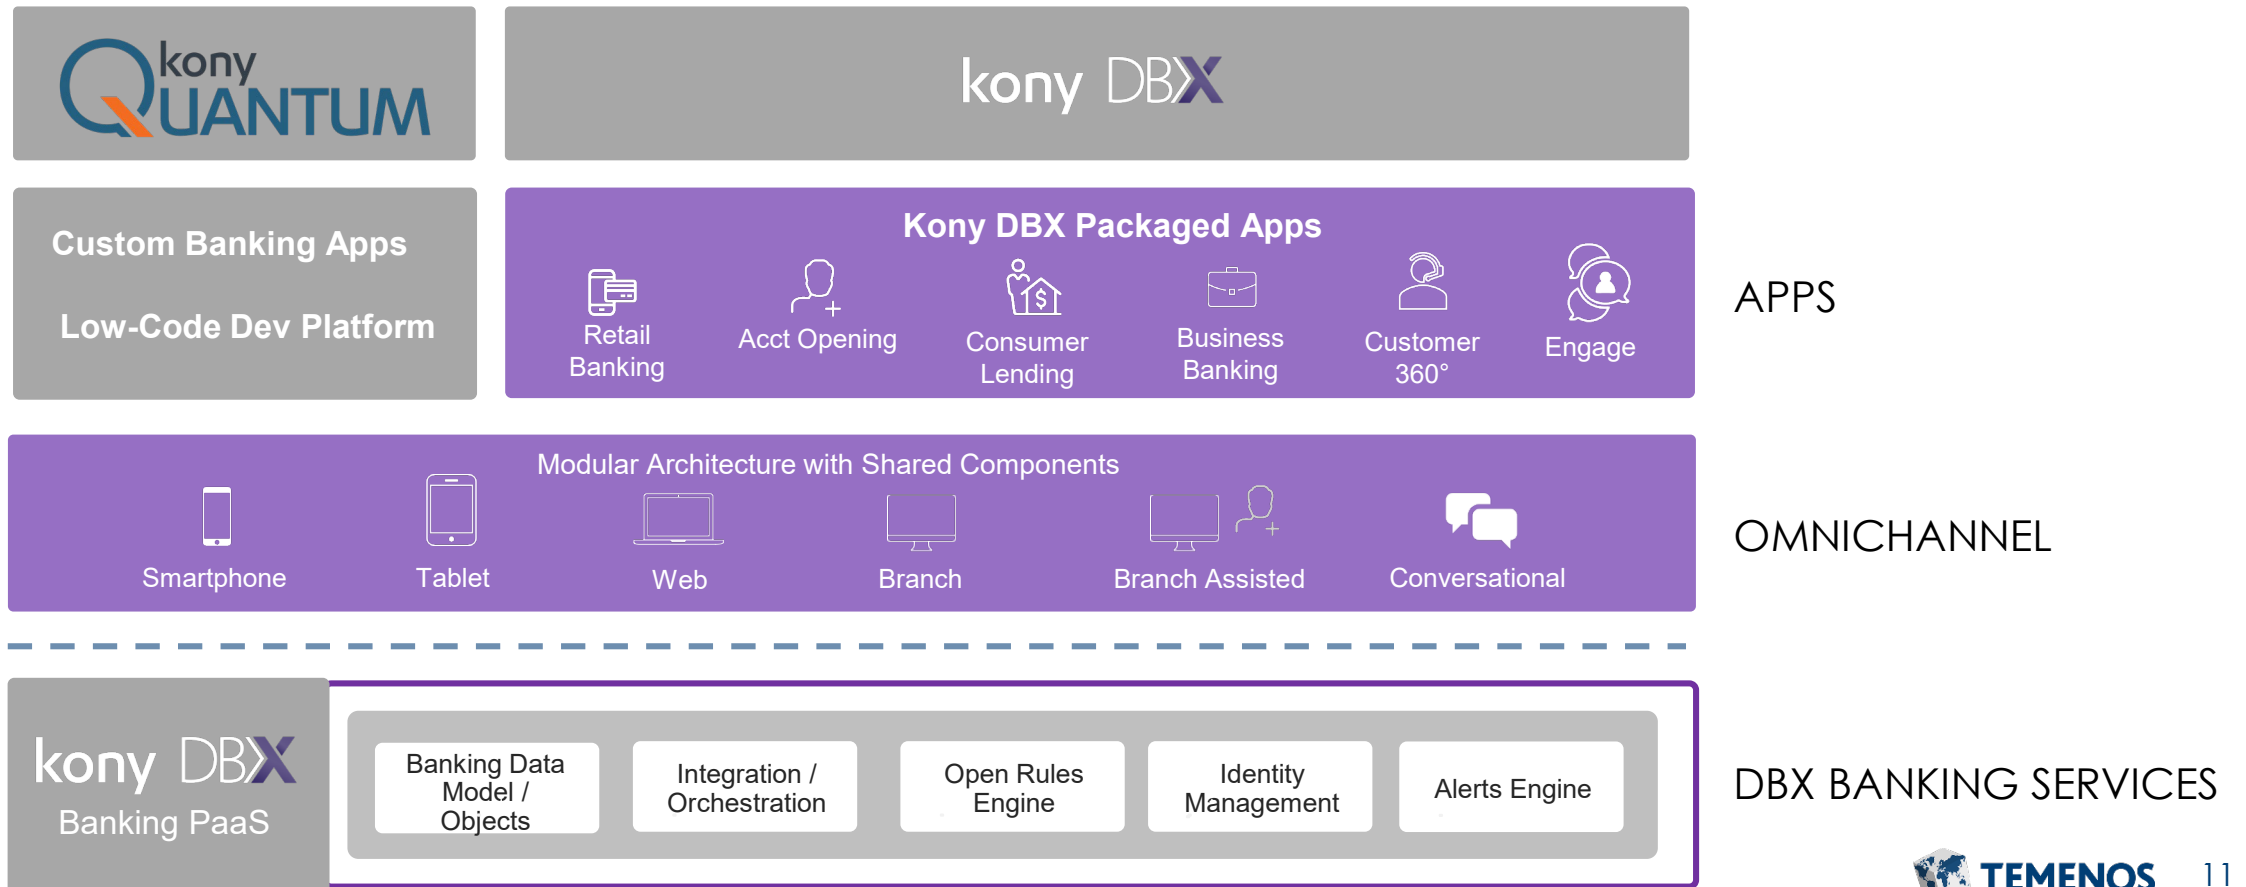 kony
QUANTUM
kony DBX
Custom Banking Apps
Low-Code Dev Platform
Kony DBX Packaged Apps
Retail
Banking
Acct Opening
Consumer
Lending
Business
Banking
Customer
360°
Engage
APPS
Modular Architecture with Shared Components
Smartphone
Tablet
Web
Branch
Branch Assisted
Conversational
OMNICHANNEL
kony DBX
Banking PaaS
Banking Data
Model /
Objects
Integration /
Orchestration
Open Rules
Engine
Identity
Management
Alerts Engine
DBX BANKING SERVICES
TEMENOS
11